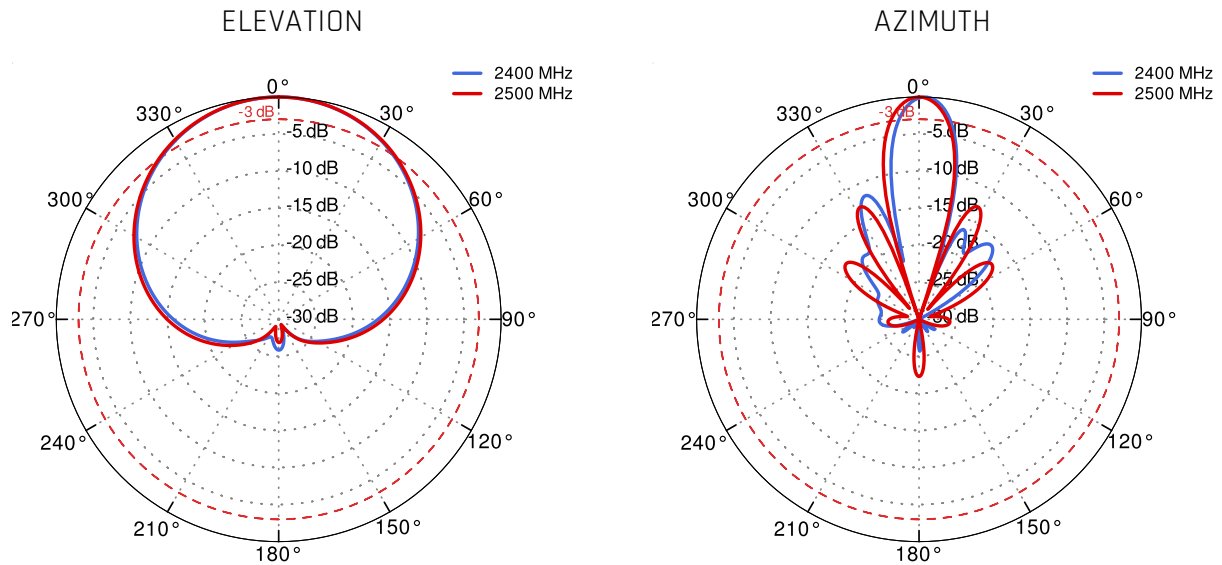 ELEVATION
2400 MHz
2500 MHz
0°
330°
30°
-3 dB
-5 dB
-10 dB
300°
60°
-15 dB
-20 dB
-25 dB
-30 dB
270°
90°
240°
120°
210°
150°
180°
AZIMUTH
2400 MHz
2500 MHz
0°
330°
30°
-3 dB
-5 dB
-10 dB
300°
60°
-15 dB
-20 dB
-25 dB
-30 dB
270°
90°
240°
120°
210°
150°
180°